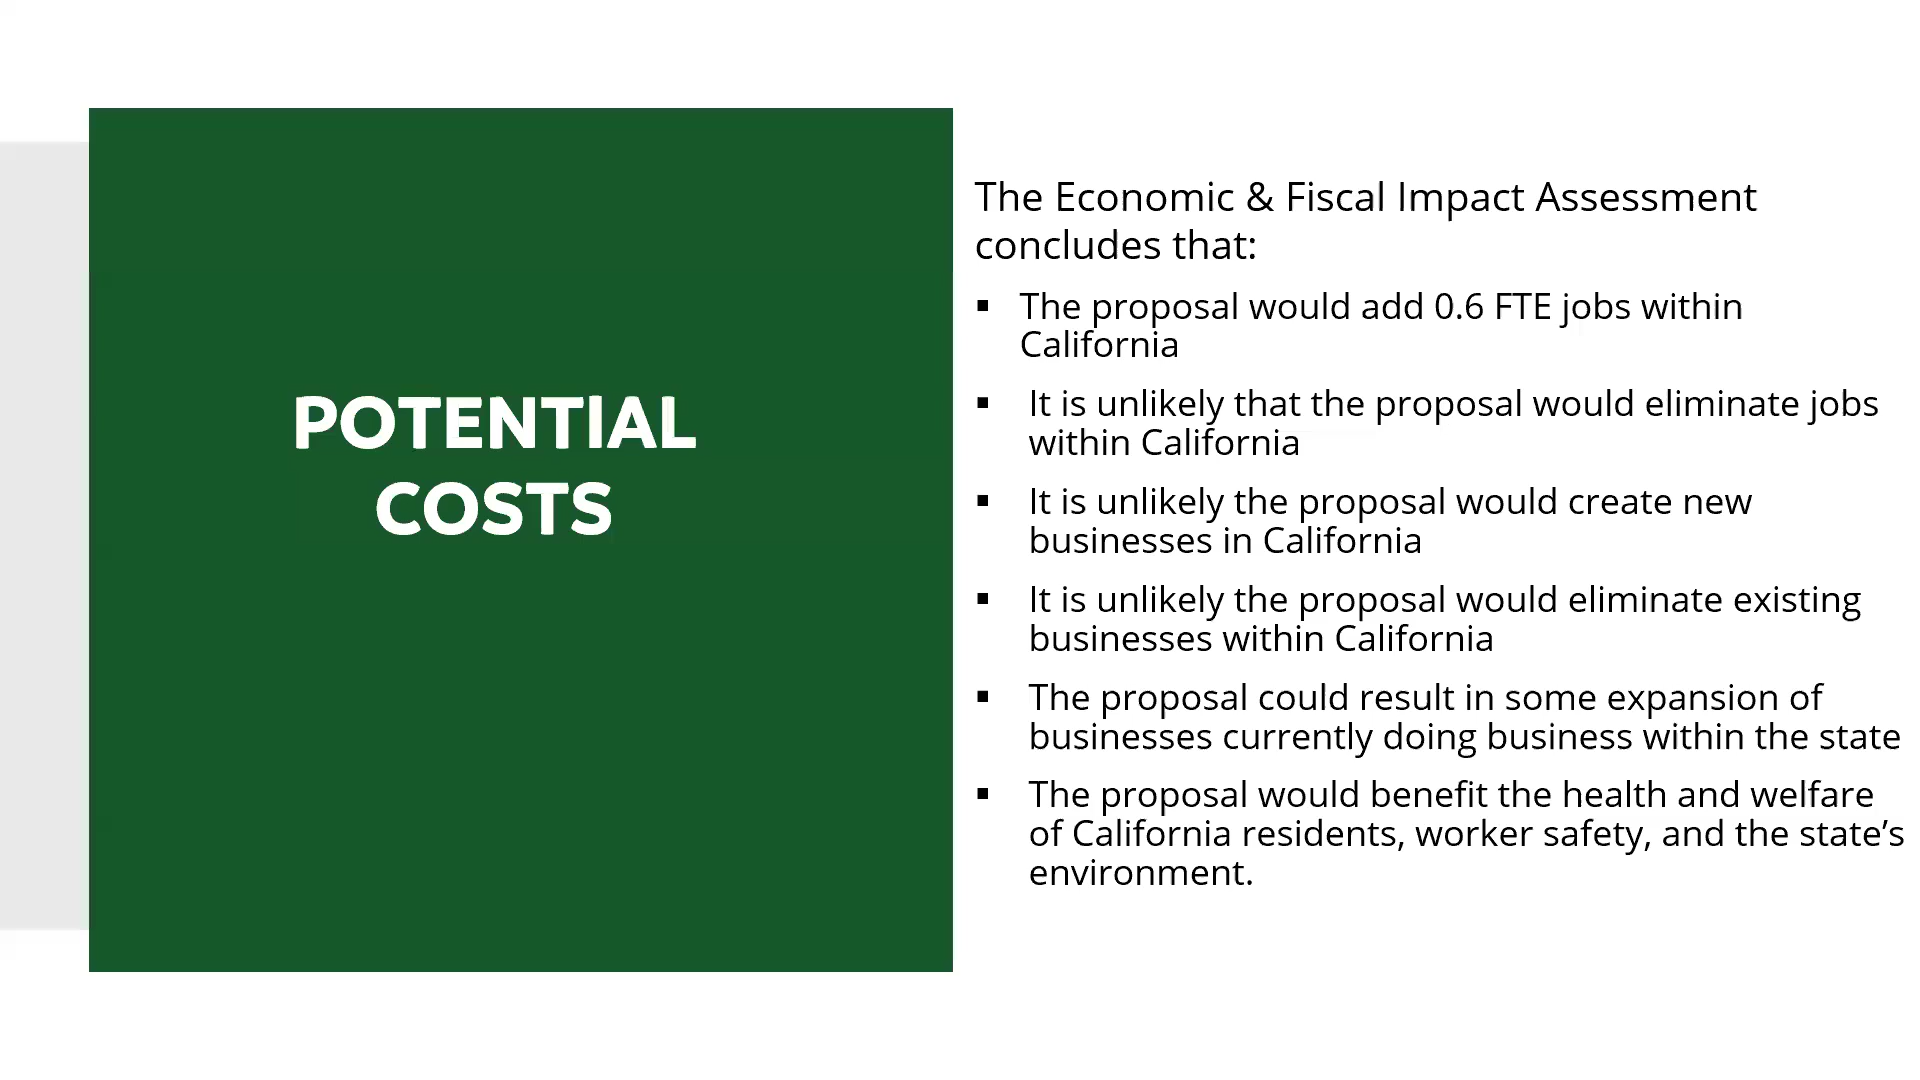 POTENTIAL
COSTS
The Economic & Fiscal Impact Assessment
concludes that:
▪ The proposal would add 0.6 FTE jobs within
California
▪ It is unlikely that the proposal would eliminate jobs
within California
▪ It is unlikely the proposal would create new
businesses in California
▪ It is unlikely the proposal would eliminate existing
businesses within California
▪ The proposal could result in some expansion of
businesses currently doing business within the state
▪ The proposal would benefit the health and welfare
of California residents, worker safety, and the state’s
environment.